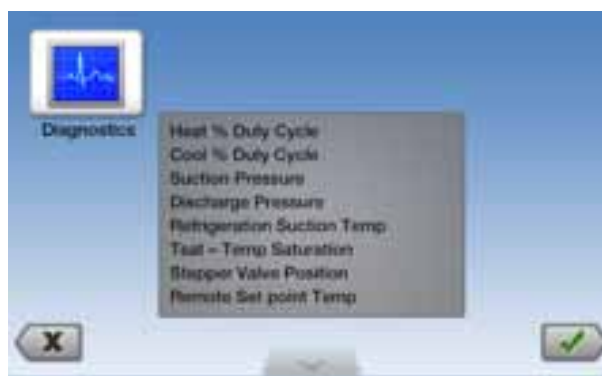 Diagnostics
Heat % Duty Cycle
Cool % Duty Cycle
Suction Pressure
Discharge Pressure
Refrigeration Suction Temp
Tsat – Temp Saturation
Stepper Valve Position
Remote Set point Temp
X